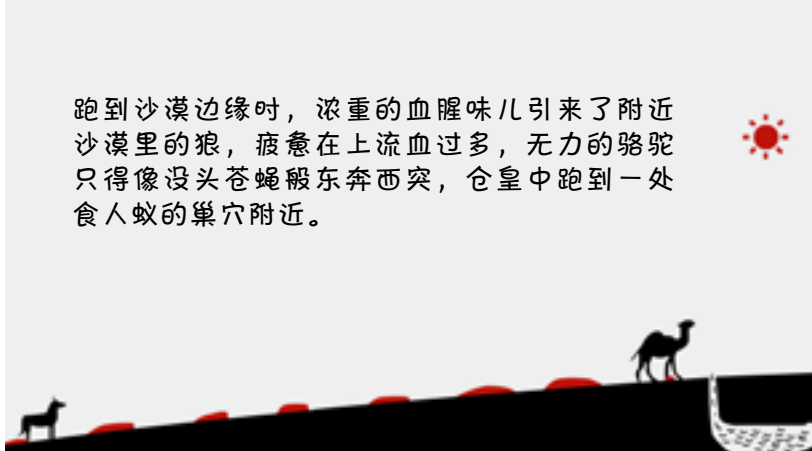 跑到沙漠边缘时，浓重的血腥味儿引来了附近
沙漠里的狼，疲惫在上流血过多，无力的骆驼
只得像没头苍蝇般东奔西突，仓皇中跑到一处
食人蚁的巢穴附近。